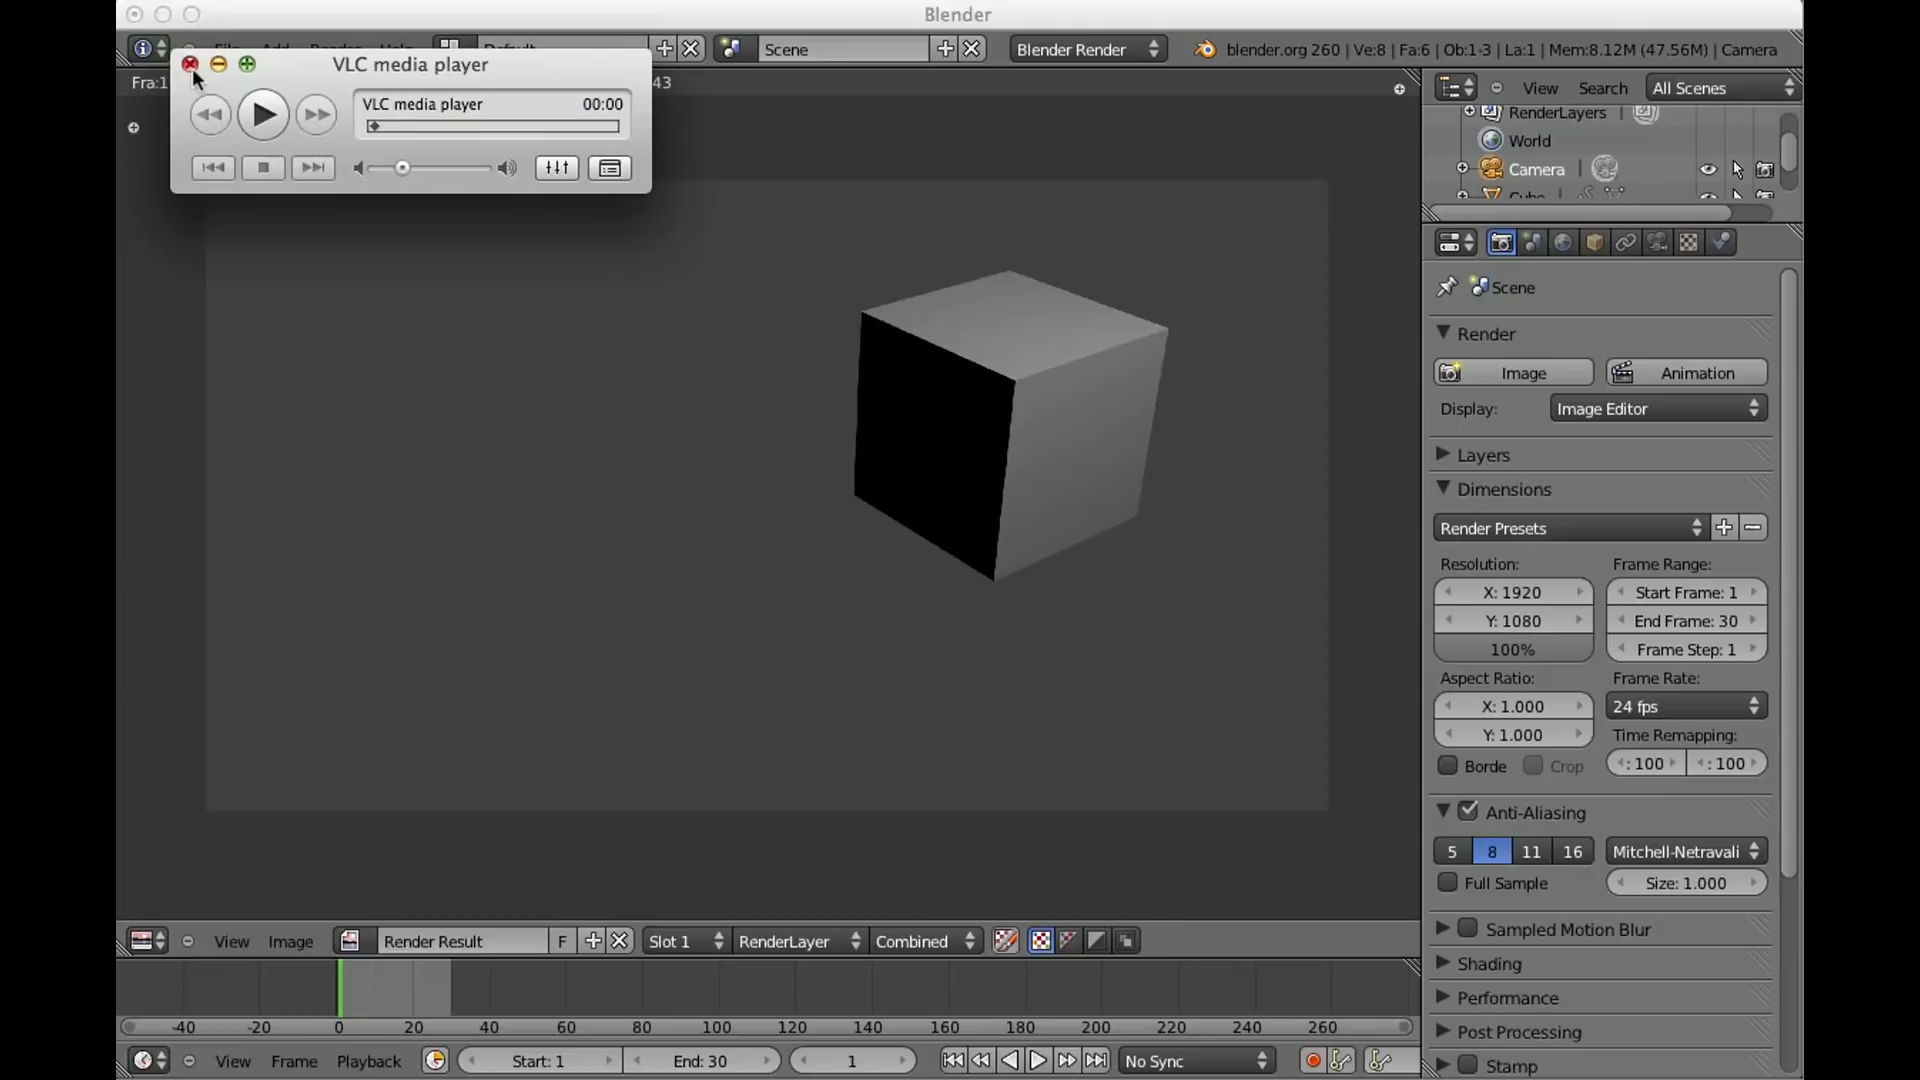 Blender
File Add Render Help Default Scene Blender Render blender.org 260 | Ve:8 | Fa:6 | Ob:1-3 | La:1 | Mem:8.12M (47.56M) | Camera
VLC media player
Fra:1 43
VLC media player 00:00
View Search All Scenes
RenderLayers
World
Camera
Cube
Scene
Render
Image Animation
Display: Image Editor
Layers
Dimensions
Render Presets
Resolution: Frame Range:
X: 1920 Start Frame: 1
Y: 1080 End Frame: 30
100% Frame Step: 1
Aspect Ratio: Frame Rate:
X: 1.000 24 fps
Y: 1.000 Time Remapping:
Borde Crop : 100 : 100
Anti-Aliasing
5 8 11 16 Mitchell-Netravali
Full Sample Size: 1.000
Sampled Motion Blur
Shading
Performance
Post Processing
Stamp
View Image Render Result F Slot 1 RenderLayer Combined
-40 -20 0 20 40 60 80 100 120 140 160 180 200 220 240 260
View Frame Playback Start: 1 End: 30 1 No Sync